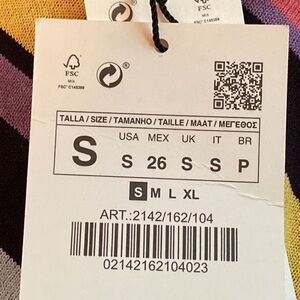 FSC
MIX
FSC
MIX
TALLA / SIZE / TAMANHO / TAILLE / MAAT / ΜΕΓΕΘΟΣ
USA MEX UK IT BR
S S 26 S S P
S M L XL
ART.:2142/162/104
02142162104023